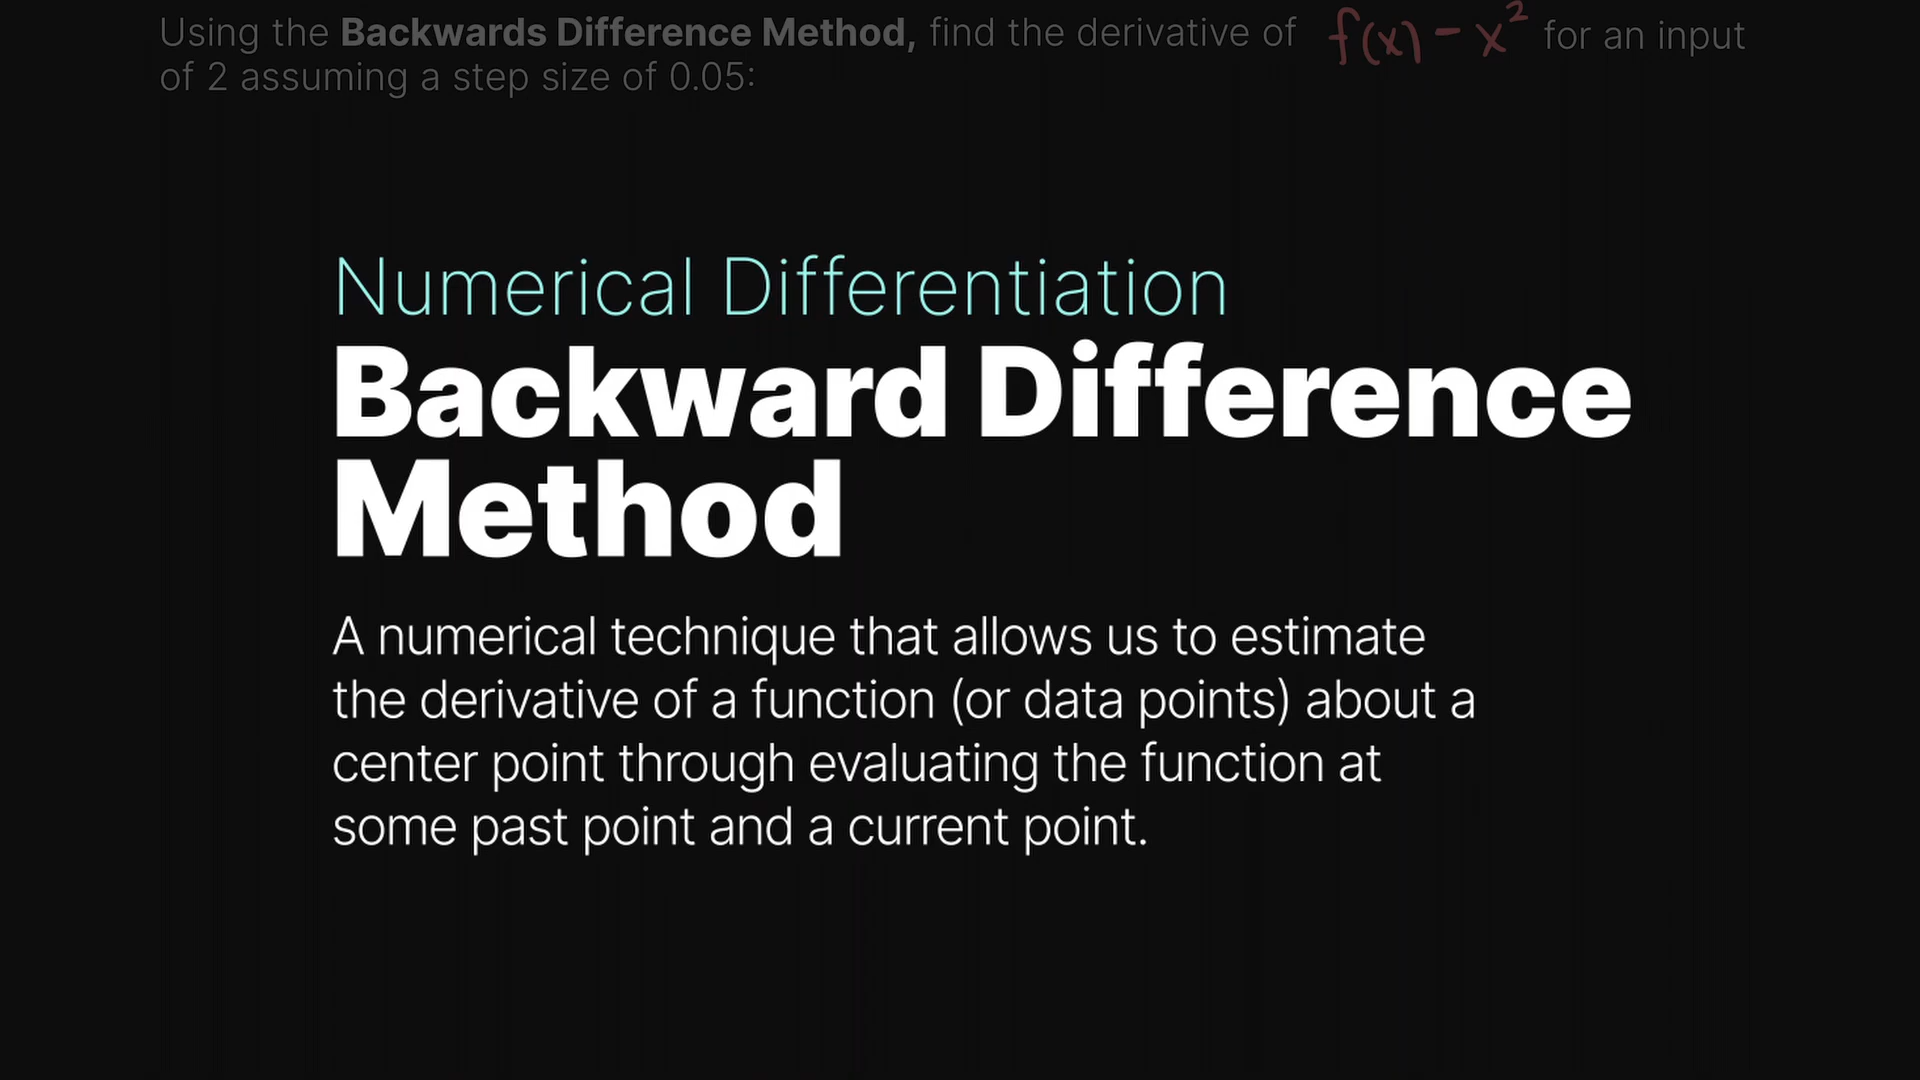 Using the Backwards Difference Method, find the derivative of f(x) - x² for an input
of 2 assuming a step size of 0.05:
Numerical Differentiation
Backward Difference
Method
A numerical technique that allows us to estimate
the derivative of a function (or data points) about a
center point through evaluating the function at
some past point and a current point.